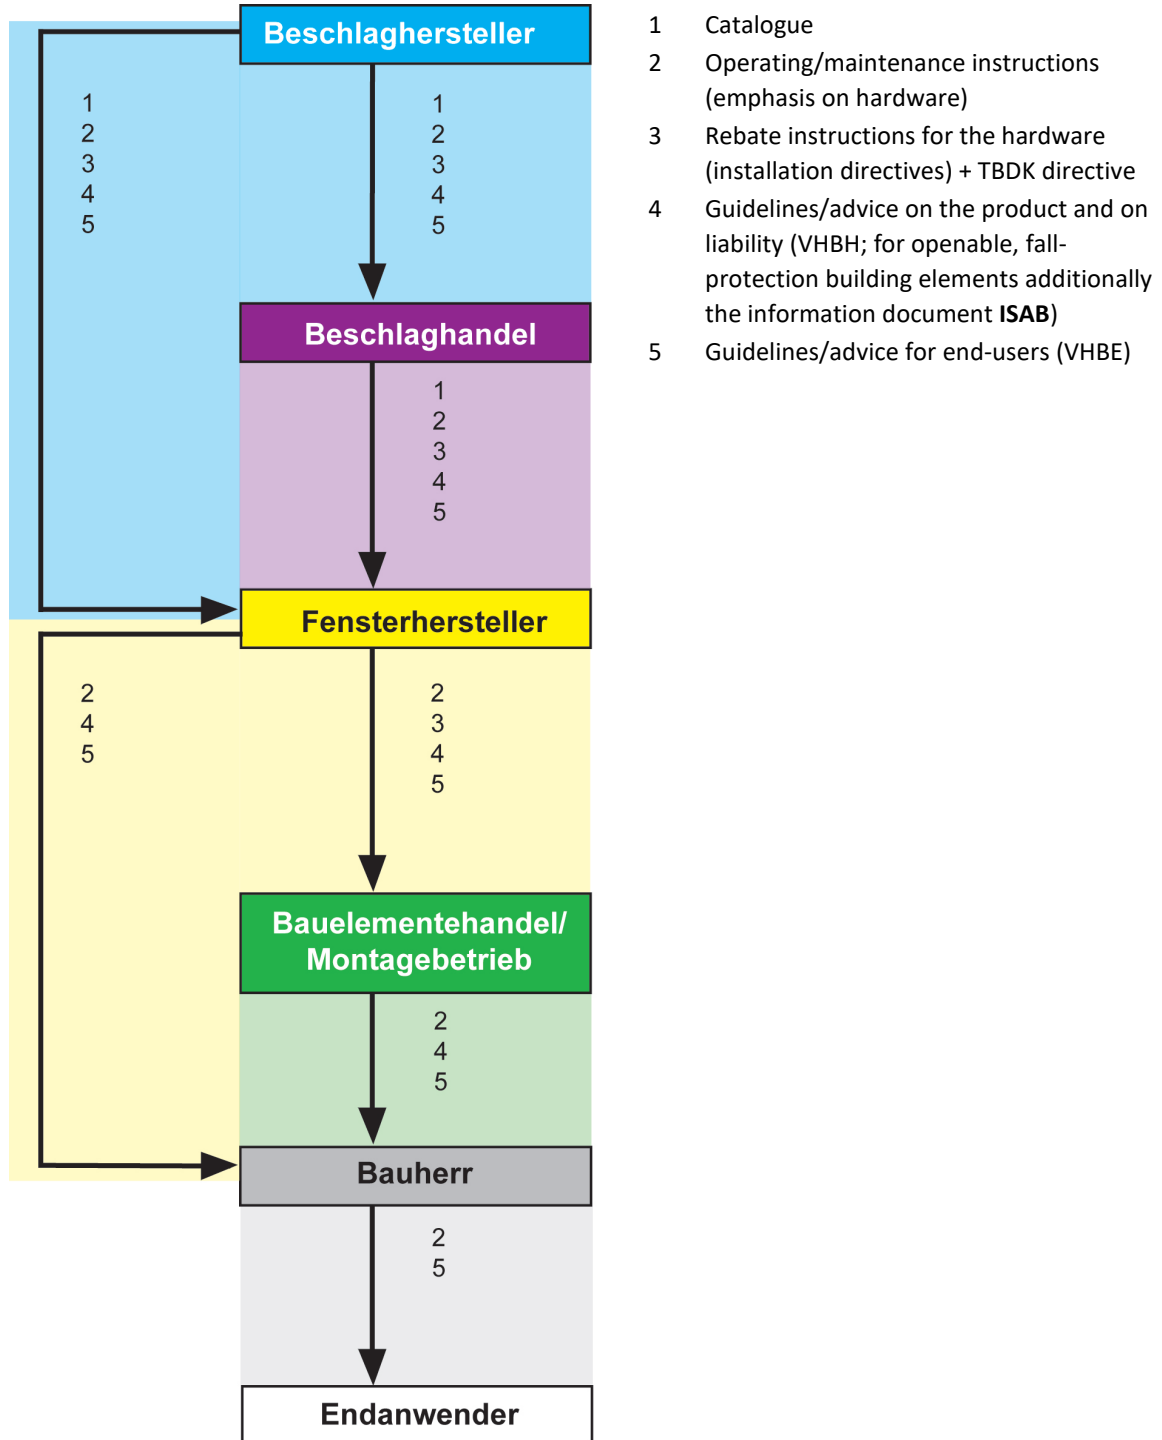 Beschlaghersteller
1
2
3
4
5
1
2
3
4
5
Beschlaghandel
1
2
3
4
5
Fensterhersteller
2
4
5
2
3
4
5
Bauelementehandel/
Montagebetrieb
2
4
5
Bauherr
2
5
Endanwender
1 Catalogue
2 Operating/maintenance instructions
(emphasis on hardware)
3 Rebate instructions for the hardware
(installation directives) + TBDK directive
4 Guidelines/advice on the product and on
liability (VHBH; for openable, fall-
protection building elements additionally
the information document ISAB)
5 Guidelines/advice for end-users (VHBE)